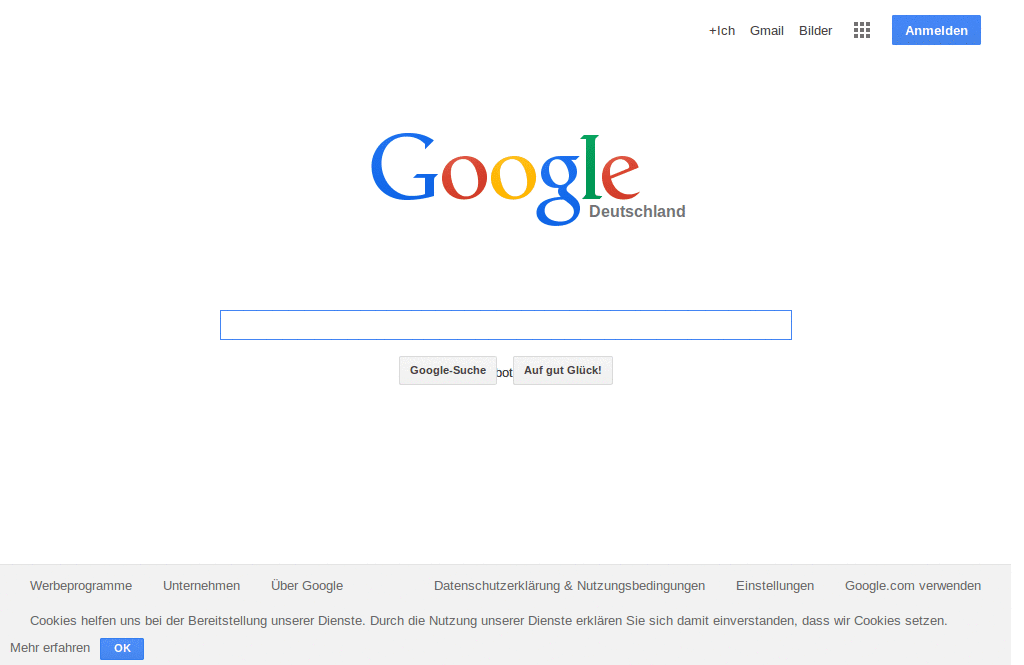 +Ich Gmail Bilder Anmelden
Google
Deutschland
Google-Suche bot Auf gut Glück!
Werbeprogramme Unternehmen Über Google Datenschutzerklärung & Nutzungsbedingungen Einstellungen Google.com verwenden
Cookies helfen uns bei der Bereitstellung unserer Dienste. Durch die Nutzung unserer Dienste erklären Sie sich damit einverstanden, dass wir Cookies setzen.
Mehr erfahren OK